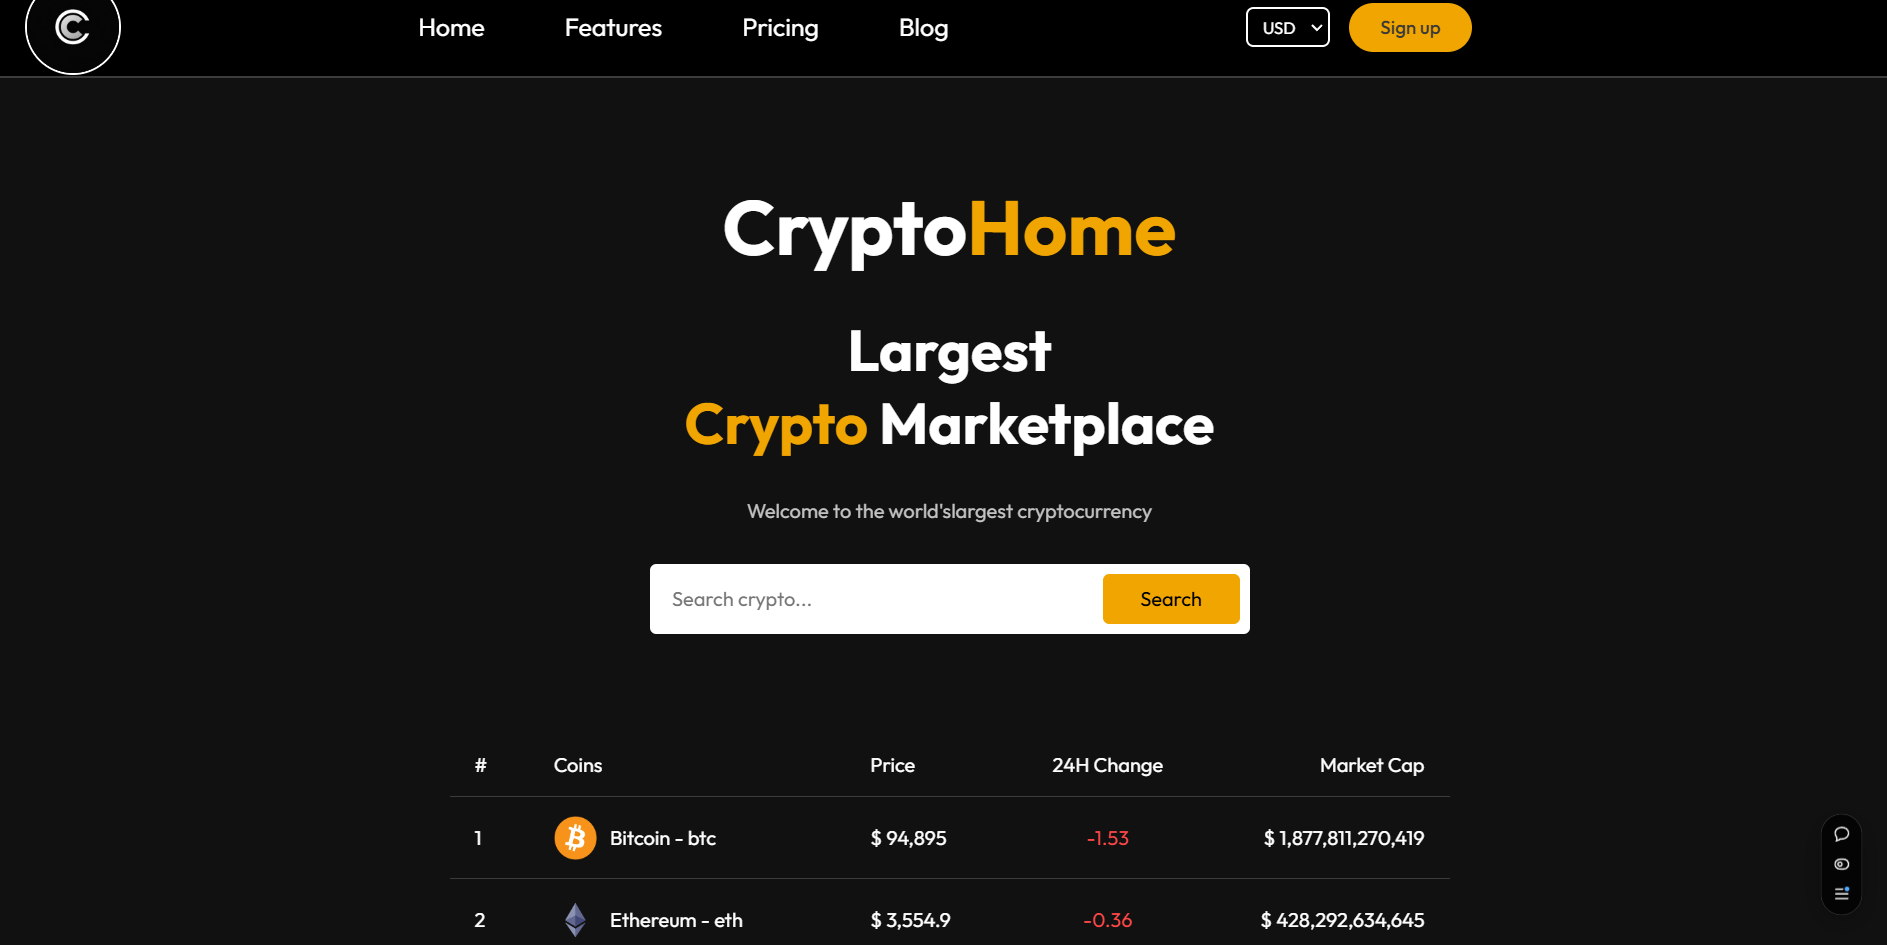 Home Features Pricing Blog USD Sign up
CryptoHome
Largest
Crypto Marketplace
Welcome to the world'slargest cryptocurrency
Search crypto... Search
# Coins Price 24H Change Market Cap
1 Bitcoin - btc $ 94,895 -1.53 $ 1,877,811,270,419
2 Ethereum - eth $ 3,554.9 -0.36 $ 428,292,634,645